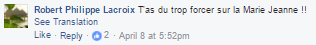 Robert Philippe Lacroix T'as du trop forcer sur la Marie Jeanne !!
See Translation
Like · Reply · 2 · April 8 at 5:52pm